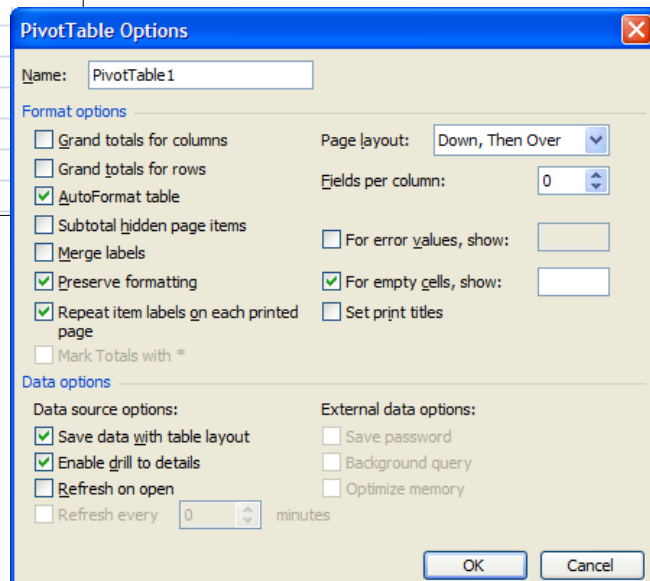 PivotTable Options
Name: PivotTable1
Format options
Grand totals for columns
Page layout: Down, Then Over
Grand totals for rows
Fields per column: 0
AutoFormat table
Subtotal hidden page items
For error values, show:
Merge labels
Preserve formatting
For empty cells, show:
Repeat item labels on each printed
page
Set print titles
Mark Totals with *
Data options
Data source options:
External data options:
Save data with table layout
Save password
Enable drill to details
Background query
Refresh on open
Optimize memory
Refresh every 0 minutes
OK Cancel